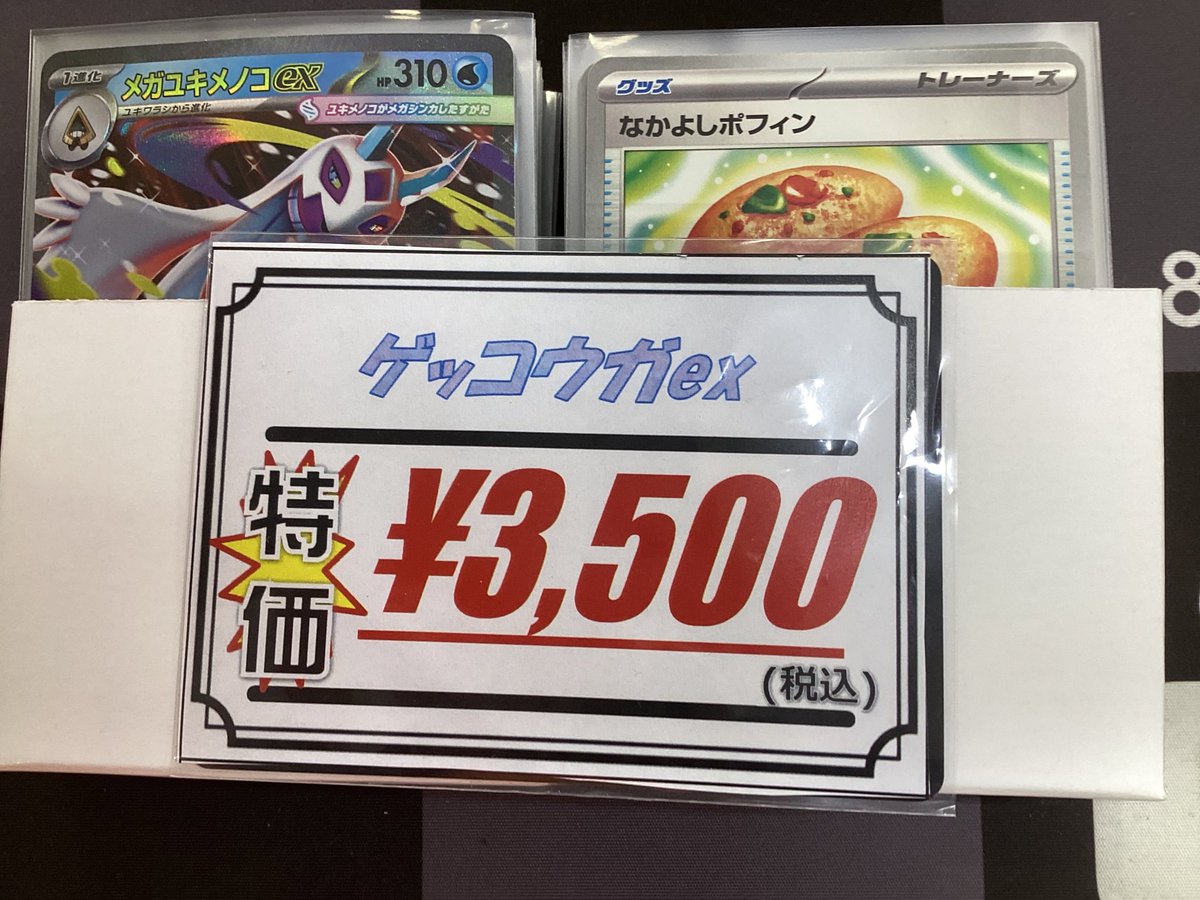 1進化
メガユキメノコex
HP310
ユキワラシから進化
ユキメノコがメガシンカしたすがた
グッズ
トレーナーズ
なかよしポフィン
ゲッコウガex
特価
¥3,500
(税込)
8